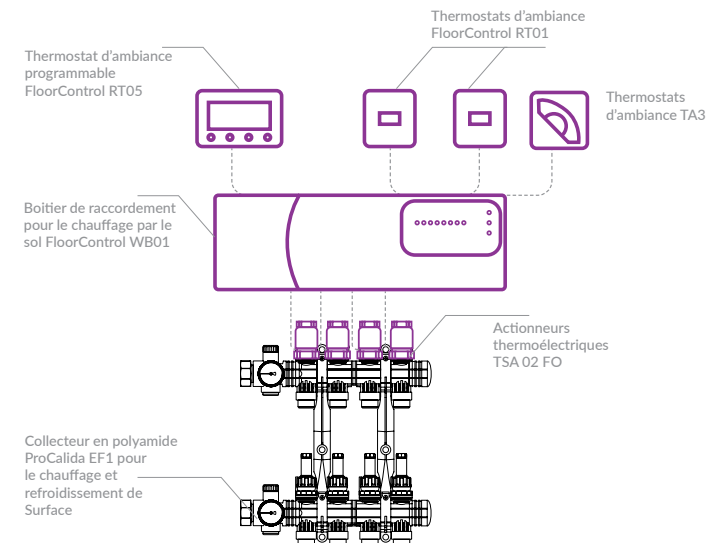 Thermostats d'ambiance
FloorControl RT01
Thermostat d'ambiance
programmable
FloorControl RT05
Thermostats
d'ambiance TA3
Boitier de raccordement
pour le chauffage par le
sol FloorControl WB01
Actionneurs
thermoélectriques
TSA 02 FO
Collecteur en polyamide
ProCalida EF1 pour
le chauffage et
refroidissement de
Surface